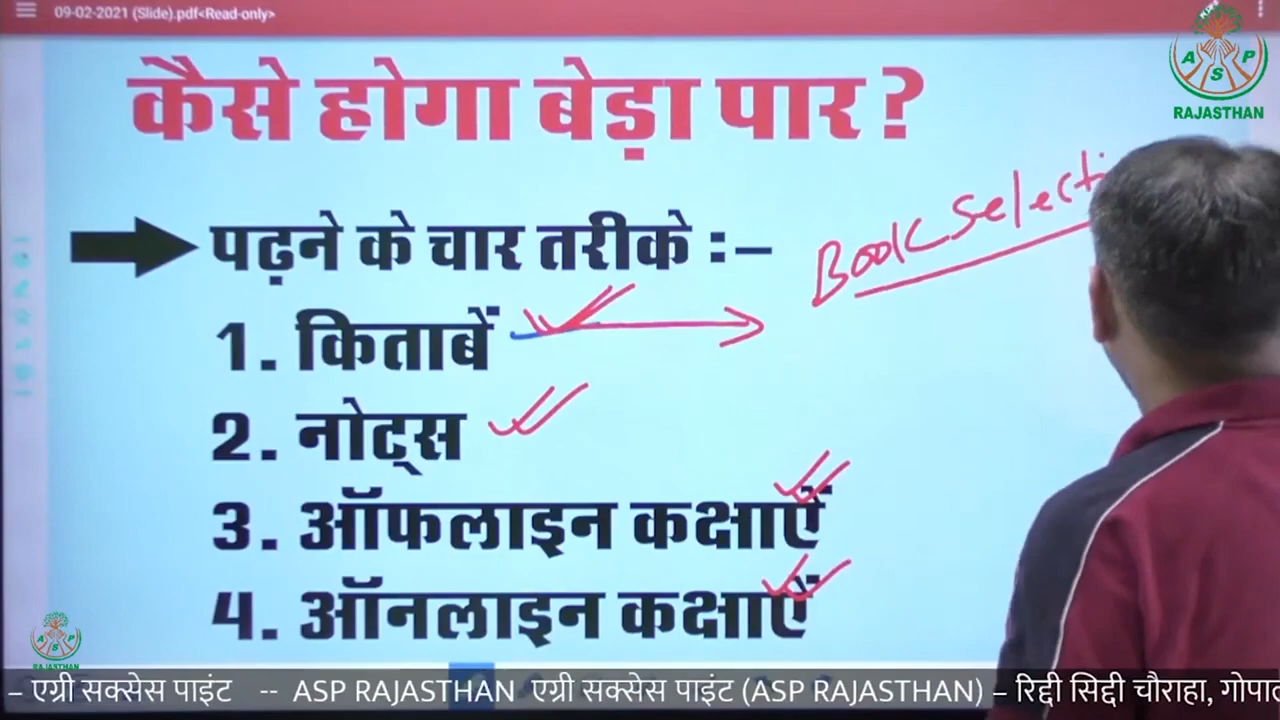 09-02-2021 (Slide).pdf<Read-only>
A S P
RAJASTHAN
कैसे होगा बेड़ा पार?
Book Selecti
पढ़ने के चार तरीके :–
1. किताबें
2. नोट्स
3. ऑफलाइन कक्षाऐं
4. ऑनलाइन कक्षाऐं
A S P
RAJASTHAN
– एग्री सक्सेस पाइंट -- ASP RAJASTHAN एग्री सक्सेस पाइंट (ASP RAJASTHAN) – रिद्दी सिद्दी चौराहा,